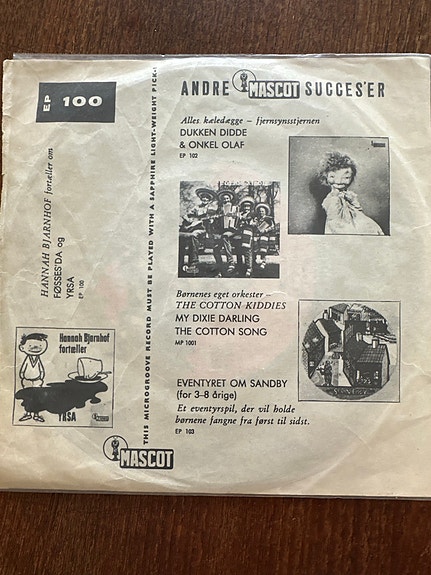 EP 100
HANNAH BJARNHOF fortæller om
FØSSES'DA og
YRSA
EP 100
Hannah Bjarnhof
fortæller
YRSA
THIS MICROGROOVE RECORD MUST BE PLAYED WITH A SAPPHIRE LIGHT-WEIGHT PICK-
MASCOT
ANDRE MASCOT SUCCES'ER
Alles kæledægge – fjernsynsstjernen
DUKKEN DIDDE
& ONKEL OLAF
EP 102
Børnenes eget orkester –
THE COTTON KIDDIES
MY DIXIE DARLING
THE COTTON SONG
MP 1001
EVENTYRET OM SANDBY
(for 3–8 årige)
Et eventyrspil, der vil holde
børnene fangne fra først til sidst.
EP 103
SANDBY